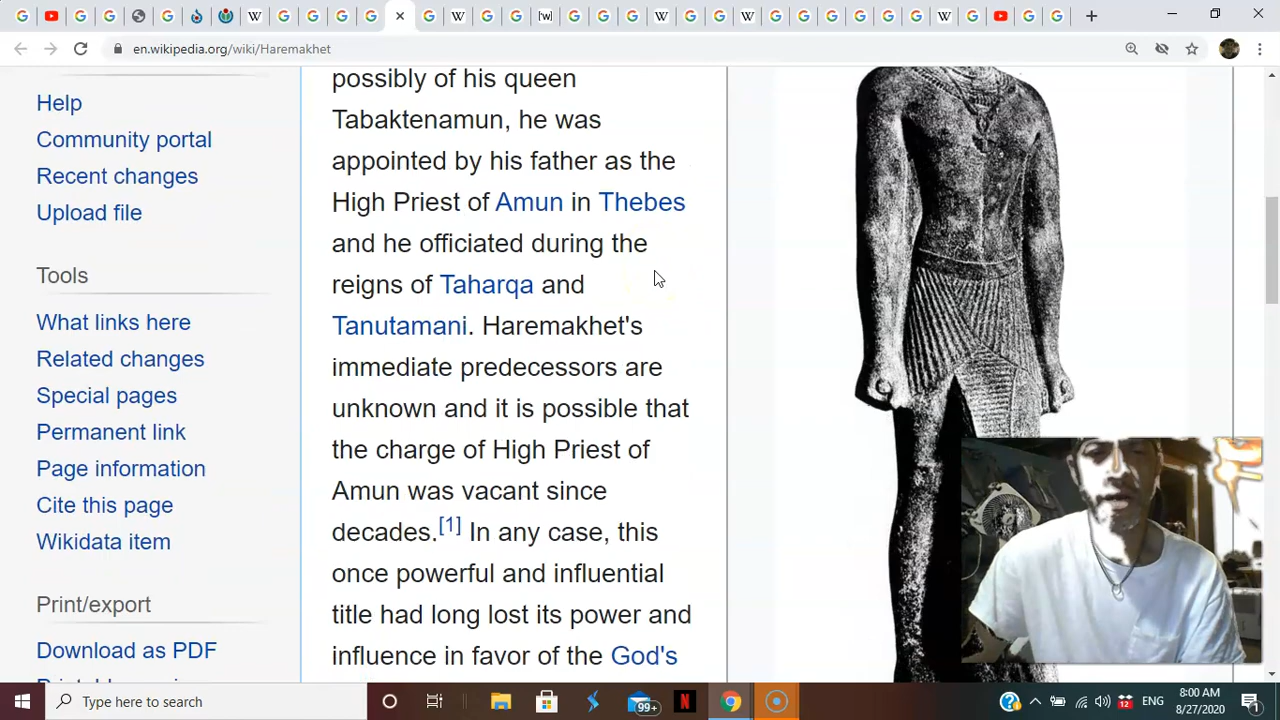 en.wikipedia.org/wiki/Haremakhet
Help
Community portal
Recent changes
Upload file
Tools
What links here
Related changes
Special pages
Permanent link
Page information
Cite this page
Wikidata item
Print/export
Download as PDF
possibly of his queen
Tabaktenamun, he was
appointed by his father as the
High Priest of Amun in Thebes
and he officiated during the
reigns of Taharqa and
Tanutamani. Haremakhet's
immediate predecessors are
unknown and it is possible that
the charge of High Priest of
Amun was vacant since
decades.[1] In any case, this
once powerful and influential
title had long lost its power and
influence in favor of the God's
Type here to search
99+
12
ENG
8:00 AM
8/27/2020
1